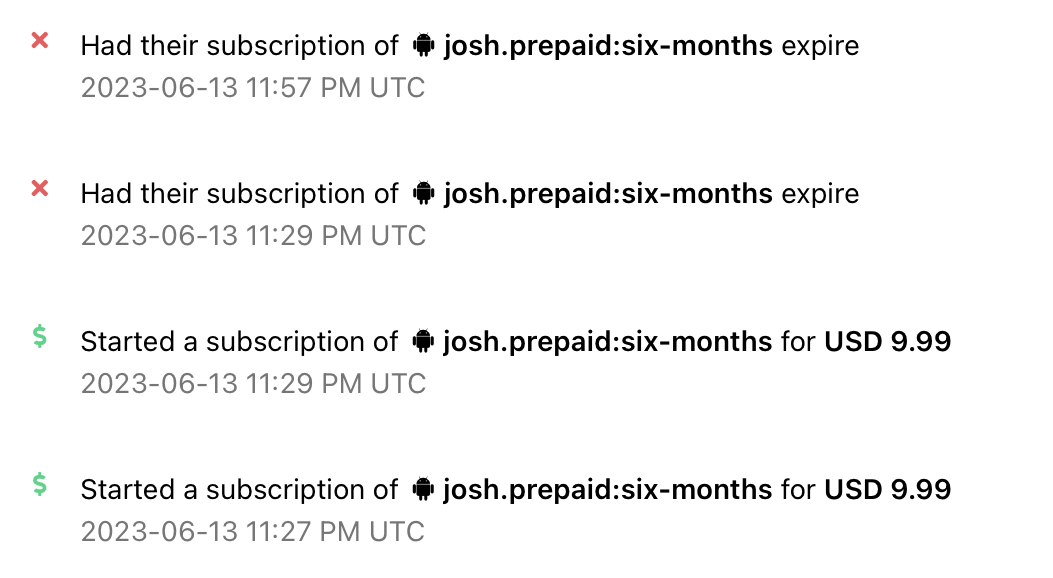 Had their subscription of josh.prepaid:six-months expire
2023-06-13 11:57 PM UTC
Had their subscription of josh.prepaid:six-months expire
2023-06-13 11:29 PM UTC
$ Started a subscription of josh.prepaid:six-months for USD 9.99
2023-06-13 11:29 PM UTC
$ Started a subscription of josh.prepaid:six-months for USD 9.99
2023-06-13 11:27 PM UTC